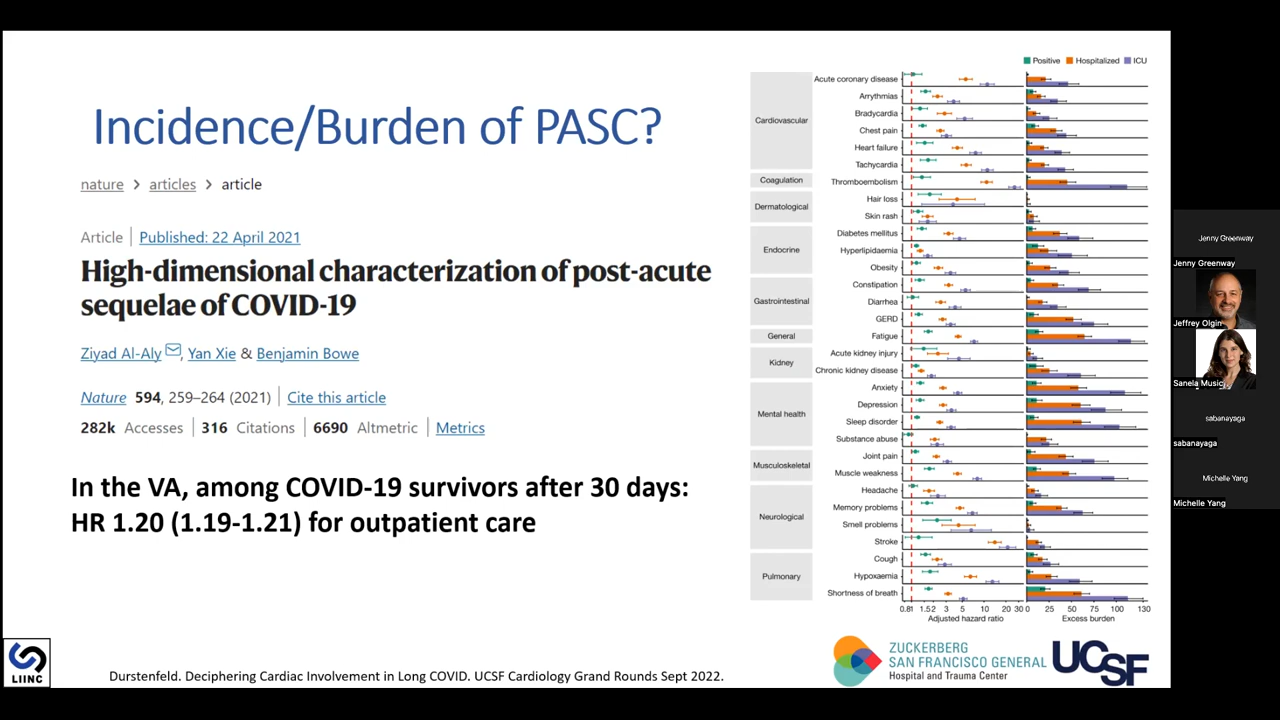 Incidence/Burden of PASC?
nature > articles > article
Article | Published: 22 April 2021
High-dimensional characterization of post-acute
sequelae of COVID-19
Ziyad Al-Aly, Yan Xie & Benjamin Bowe
Nature 594, 259–264 (2021) | Cite this article
282k Accesses | 316 Citations | 6690 Altmetric | Metrics
In the VA, among COVID-19 survivors after 30 days:
HR 1.20 (1.19-1.21) for outpatient care
Positive Hospitalized ICU
Cardiovascular
Acute coronary disease
Arrythmias
Bradycardia
Chest pain
Heart failure
Tachycardia
Coagulation
Thromboembolism
Dermatological
Hair loss
Skin rash
Endocrine
Diabetes mellitus
Hyperlipidaemia
Obesity
Gastrointestinal
Constipation
Diarrhea
GERD
General
Fatigue
Kidney
Acute kidney injury
Chronic kidney disease
Mental health
Anxiety
Depression
Sleep disorder
Substance abuse
Musculoskeletal
Joint pain
Muscle weakness
Neurological
Headache
Memory problems
Smell problems
Stroke
Pulmonary
Cough
Hypoxaemia
Shortness of breath
0.8 1 1.5 2 3 5 10 20 30 0 25 50 75 100 130
Adjusted hazard ratio Excess burden
LIINC
Durstenfeld. Deciphering Cardiac Involvement in Long COVID. UCSF Cardiology Grand Rounds Sept 2022.
ZUCKERBERG
SAN FRANCISCO GENERAL
Hospital and Trauma Center
UCSF
Jenny Greenway
Jenny Greenway
Jeffrey Olgin
Sanela Music
sabanayaga
sabanayaga
Michelle Yang
Michelle Yang